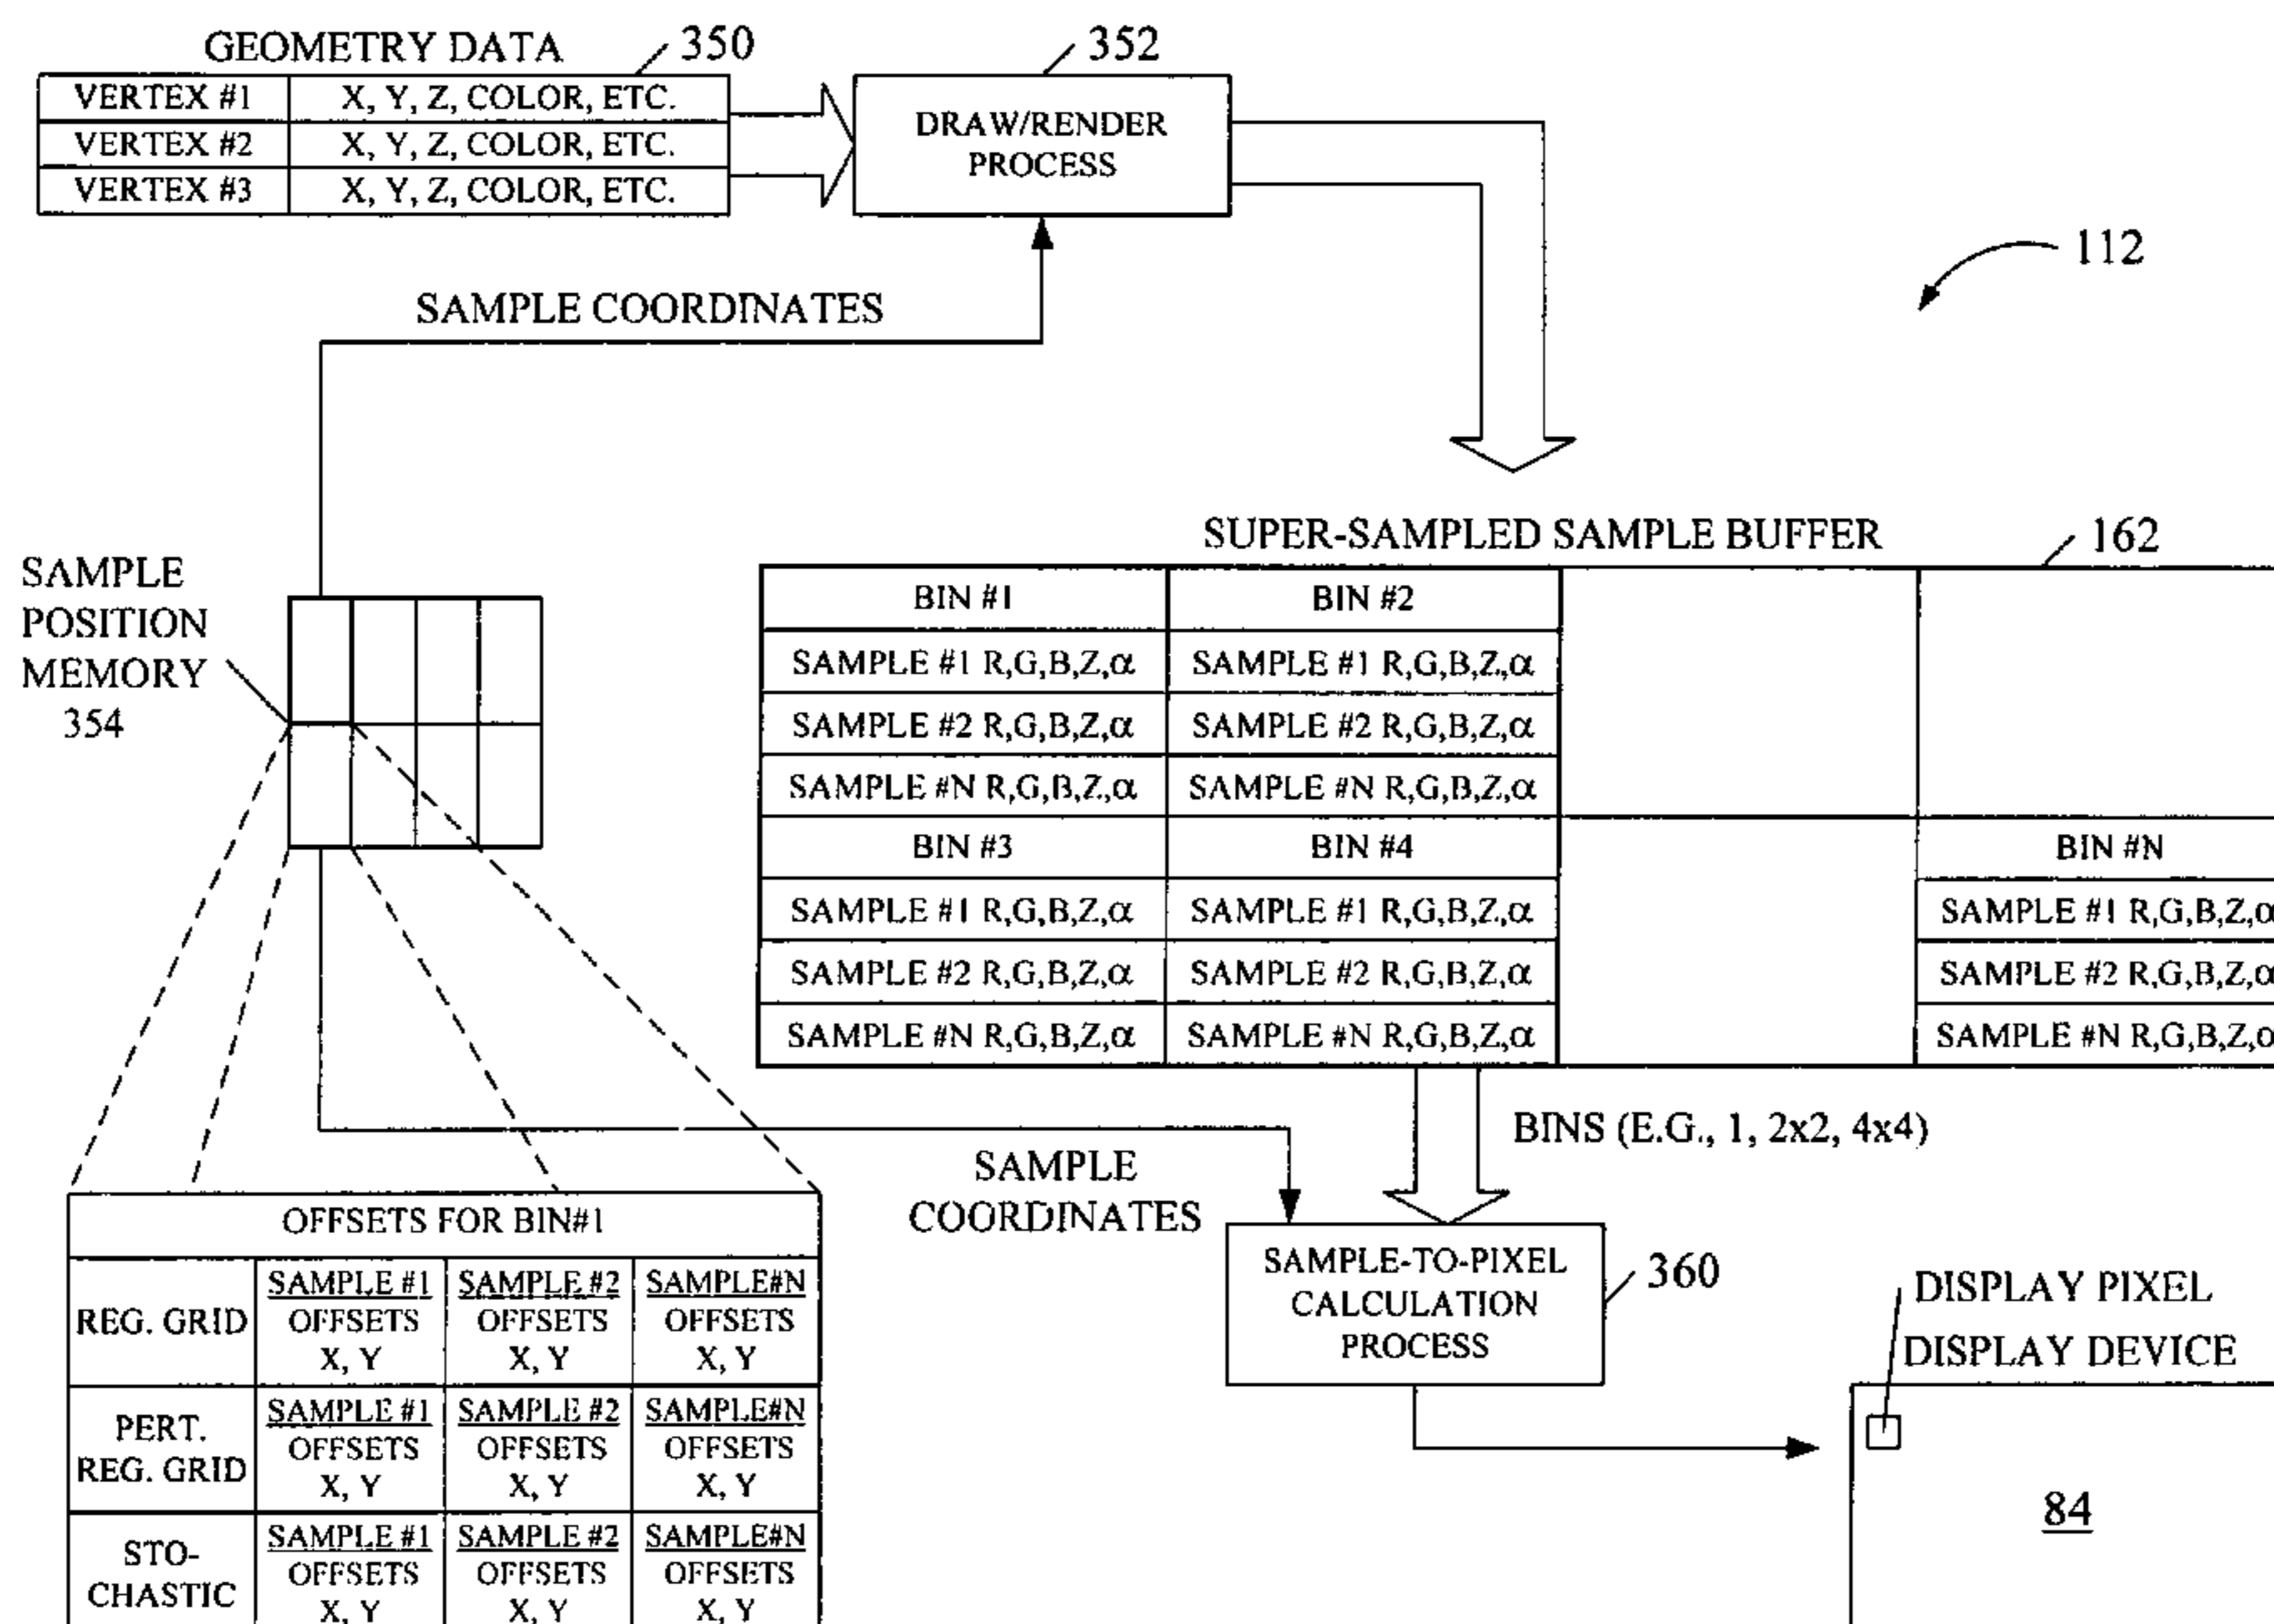 GEOMETRY DATA 350
VERTEX #1 X, Y, Z, COLOR, ETC.
VERTEX #2 X, Y, Z, COLOR, ETC.
VERTEX #3 X, Y, Z, COLOR, ETC.
352
DRAW/RENDER
PROCESS
112
SAMPLE COORDINATES
SAMPLE
POSITION
MEMORY
354
SUPER-SAMPLED SAMPLE BUFFER 162
BIN #1 BIN #2
SAMPLE #1 R,G,B,Z,α SAMPLE #1 R,G,B,Z,α
SAMPLE #2 R,G,B,Z,α SAMPLE #2 R,G,B,Z,α
SAMPLE #N R,G,B,Z,α SAMPLE #N R,G,B,Z,α
BIN #3 BIN #4 BIN #N
SAMPLE #1 R,G,B,Z,α SAMPLE #1 R,G,B,Z,α SAMPLE #1 R,G,B,Z,α
SAMPLE #2 R,G,B,Z,α SAMPLE #2 R,G,B,Z,α SAMPLE #2 R,G,B,Z,α
SAMPLE #N R,G,B,Z,α SAMPLE #N R,G,B,Z,α SAMPLE #N R,G,B,Z,α
BINS (E.G., 1, 2x2, 4x4)
SAMPLE
COORDINATES
SAMPLE-TO-PIXEL
CALCULATION
PROCESS
360
OFFSETS FOR BIN#1
REG. GRID
SAMPLE #1 SAMPLE #2 SAMPLE#N
OFFSETS OFFSETS OFFSETS
X, Y X, Y X, Y
PERT.
REG. GRID
SAMPLE #1 SAMPLE #2 SAMPLE#N
OFFSETS OFFSETS OFFSETS
X, Y X, Y X, Y
STO-
CHASTIC
SAMPLE #1 SAMPLE #2 SAMPLE#N
OFFSETS OFFSETS OFFSETS
X, Y X, Y X, Y
DISPLAY PIXEL
DISPLAY DEVICE
84